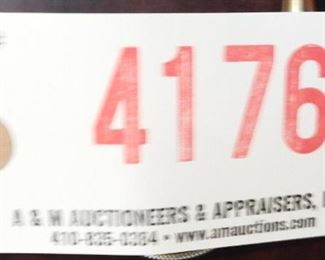 4176
A & M AUCTIONEERS & APPRAISERS,
410-835-0384 • www.amauctions.com